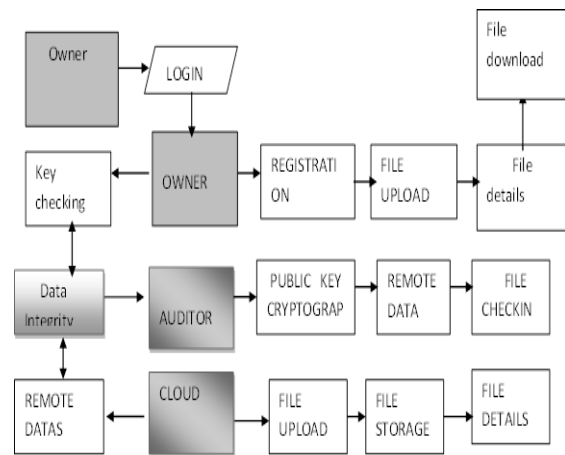 Owner
LOGIN
File
download
Key
checking
OWNER
REGISTRATI
ON
FILE
UPLOAD
File
details
Data
Integrity
AUDITOR
PUBLIC KEY
CRYPTOGRAP
REMOTE
DATA
FILE
CHECKIN
REMOTE
DATAS
CLOUD
FILE
UPLOAD
FILE
STORAGE
FILE
DETAILS